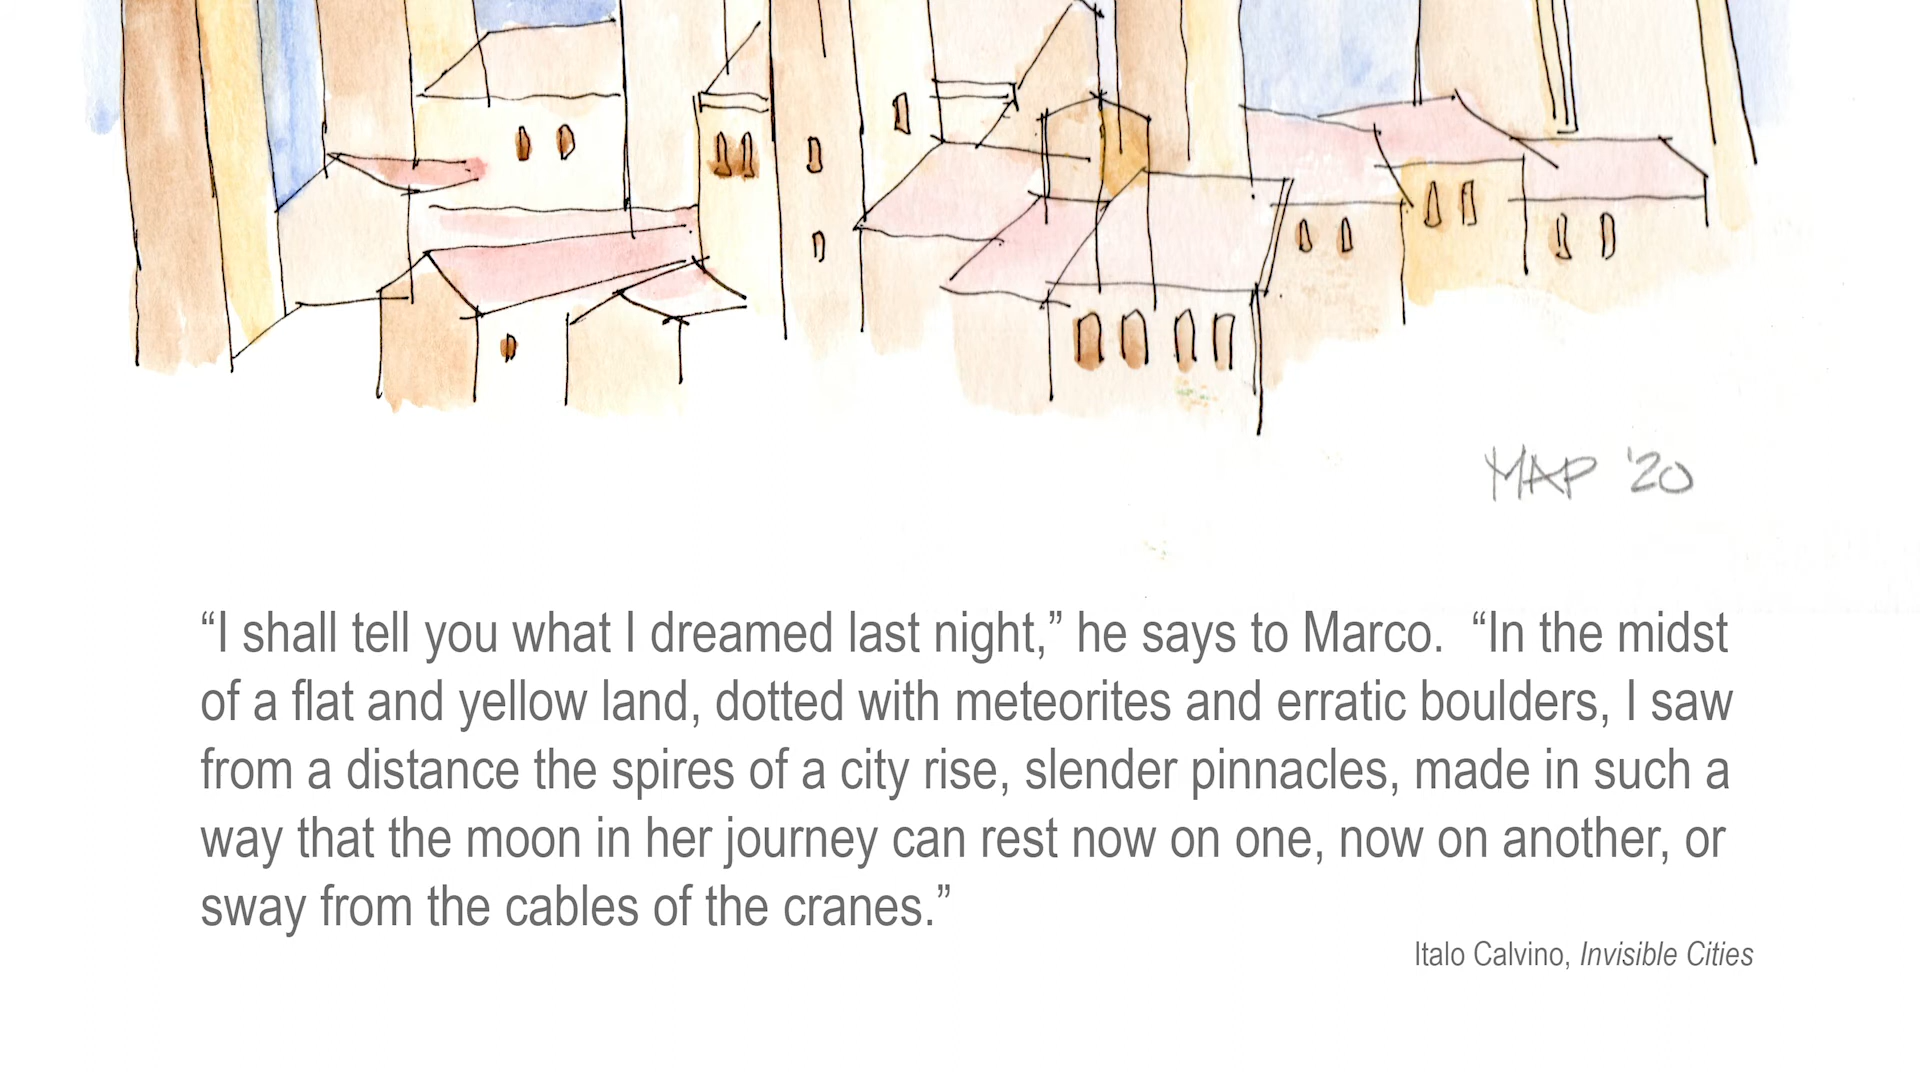 MAP '20
“I shall tell you what I dreamed last night,” he says to Marco.  “In the midst
of a flat and yellow land, dotted with meteorites and erratic boulders, I saw
from a distance the spires of a city rise, slender pinnacles, made in such a
way that the moon in her journey can rest now on one, now on another, or
sway from the cables of the cranes.”
Italo Calvino, Invisible Cities